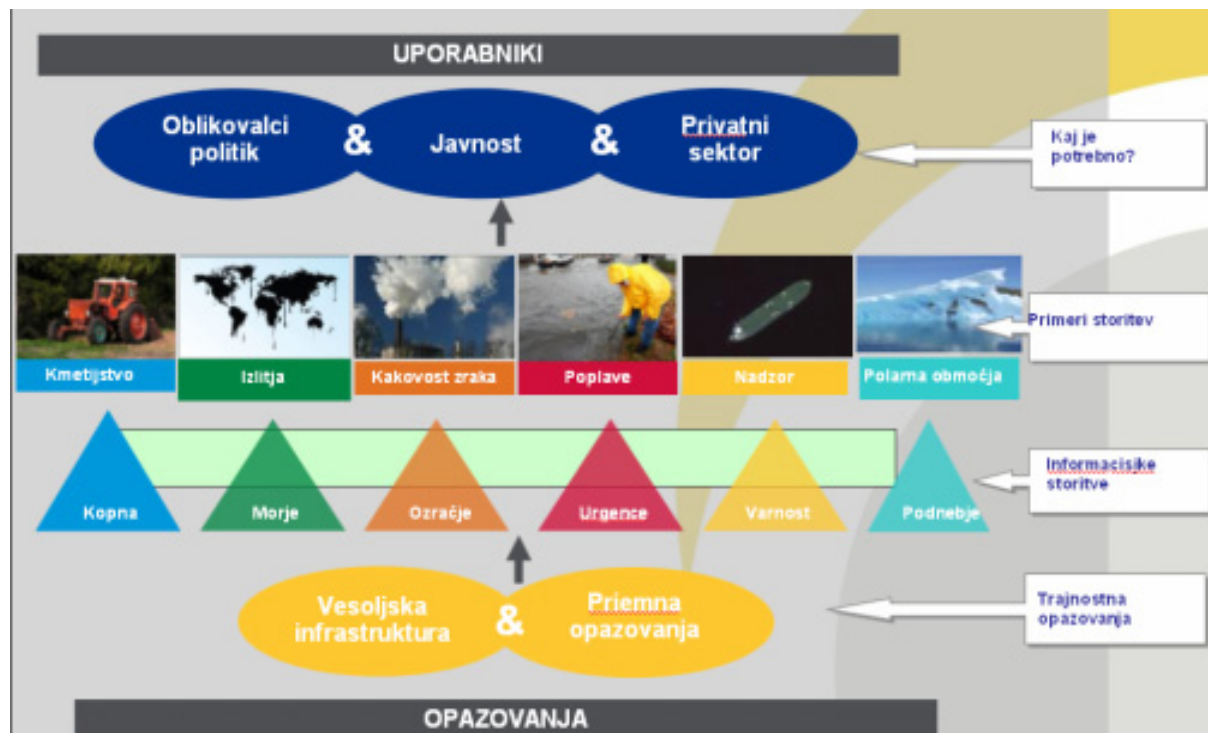 UPORABNIKI
Oblikovalci
politik
&
Javnost
&
Privatni
sektor
Kaj je
potrebno?
Kmetijstvo
Izlitja
Kakovost zraka
Poplave
Nadzor
Polarna območja
Primeri storitev
Kopna
Morje
Ozračje
Urgence
Varnost
Podnebje
Informacisjke
storitve
Vesoljska
infrastruktura
&
Priemna
opazovanja
Trajnostna
opazovanja
OPAZOVANJA